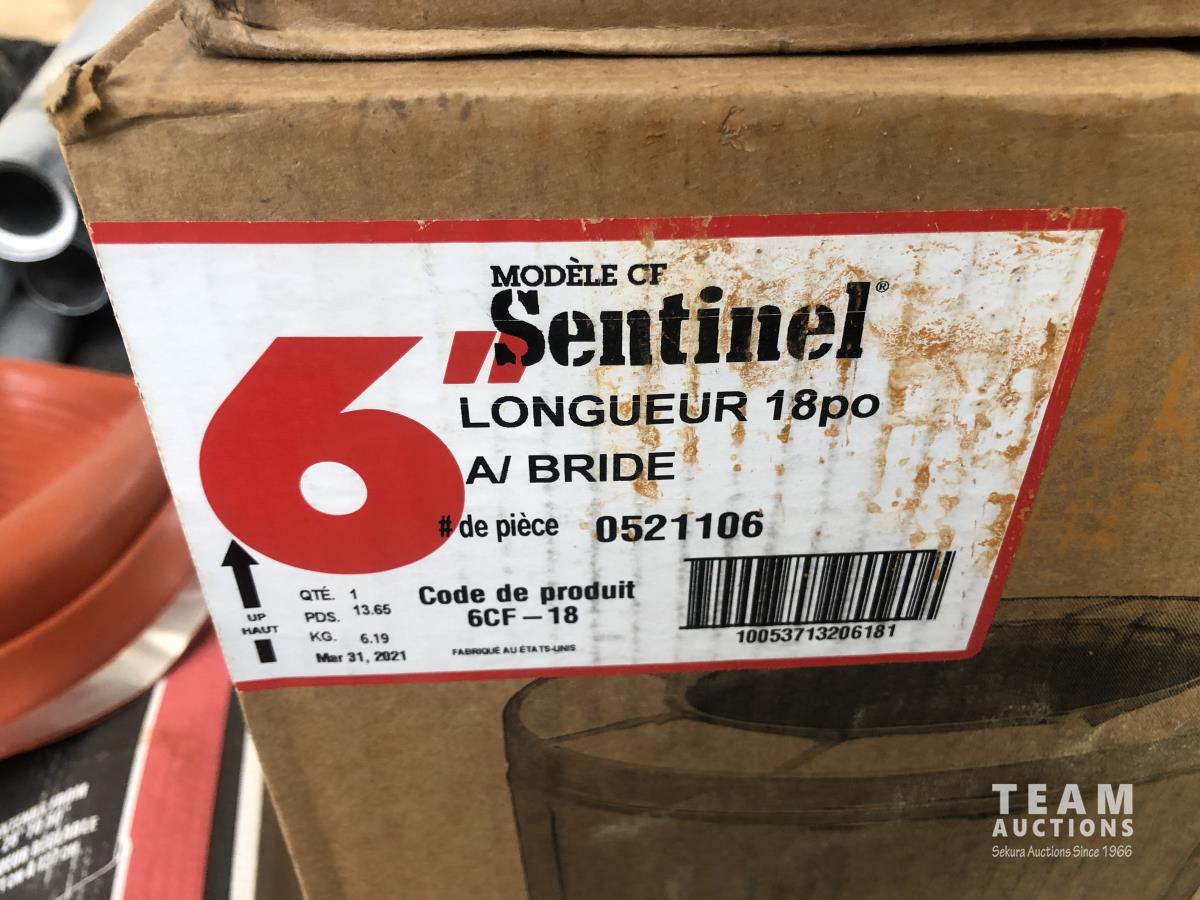 MODÈLE CF
Sentinel®
6"
LONGUEUR 18po
A/ BRIDE
# de pièce 0521106
UP
HAUT
QTÉ. 1
PDS. 13.65
KG. 6.19
Mar 31, 2021
Code de produit
6CF-18
FABRIQUÉ AU ÉTATS-UNIS
10053713206181
TEAM
AUCTIONS
Sekura Auctions Since 1966